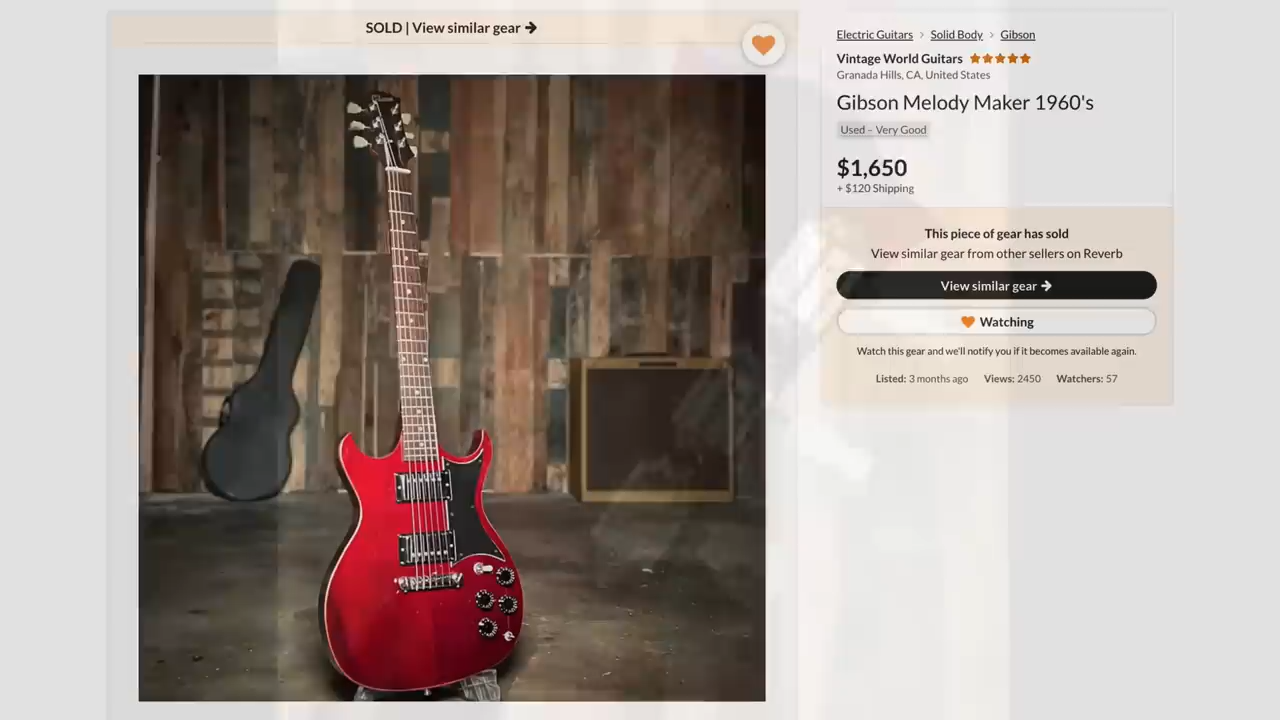 SOLD | View similar gear →
Electric Guitars > Solid Body > Gibson
Vintage World Guitars ★★★★★
Granada Hills, CA, United States
Gibson Melody Maker 1960's
Used – Very Good
$1,650
+ $120 Shipping
This piece of gear has sold
View similar gear from other sellers on Reverb
View similar gear →
Watching
Watch this gear and we'll notify you if it becomes available again.
Listed: 3 months ago Views: 2450 Watchers: 57